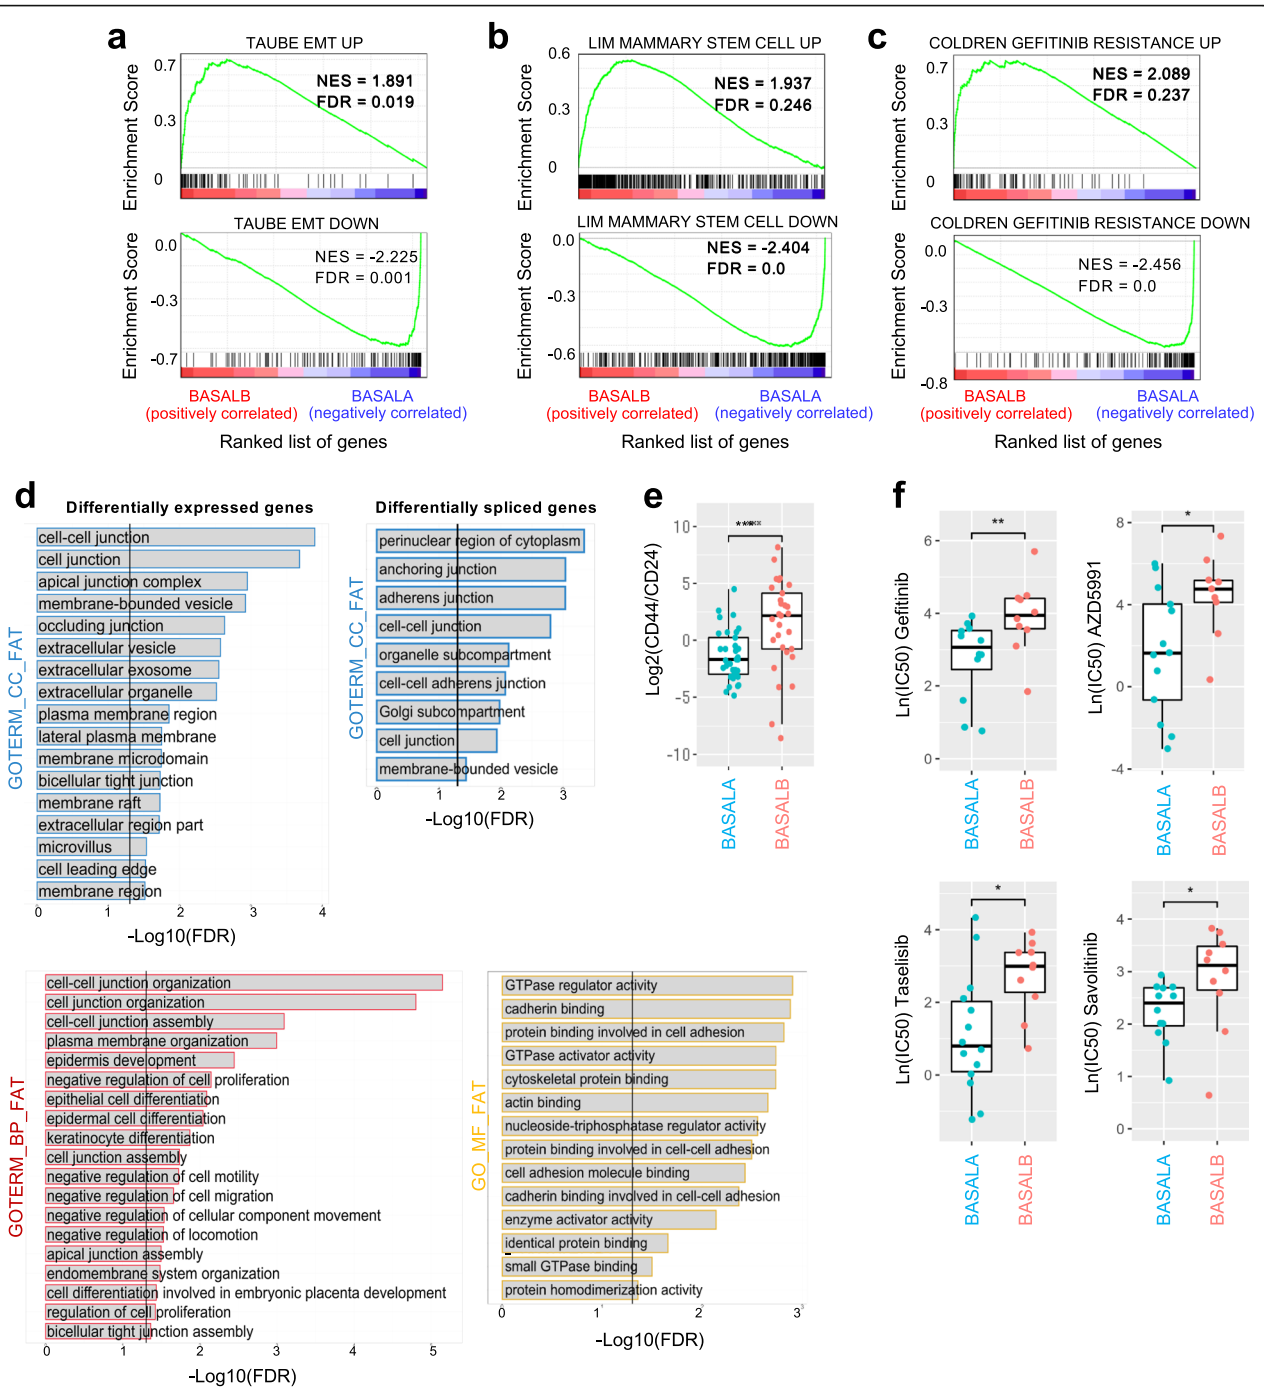 a
TAUBE EMT UP
Enrichment Score
0.7
0.3
0
NES = 1.891
FDR = 0.019
TAUBE EMT DOWN
Enrichment Score
0.0
-0.3
-0.7
NES = -2.225
FDR = 0.001
BASALB
(positively correlated)
BASALA
(negatively correlated)
Ranked list of genes
b
LIM MAMMARY STEM CELL UP
Enrichment Score
0.6
0.3
0
NES = 1.937
FDR = 0.246
LIM MAMMARY STEM CELL DOWN
Enrichment Score
0.0
-0.3
-0.6
NES = -2.404
FDR = 0.0
BASALB
(positively correlated)
BASALA
(negatively correlated)
Ranked list of genes
c
COLDREN GEFITINIB RESISTANCE UP
Enrichment Score
0.7
0.3
0
NES = 2.089
FDR = 0.237
COLDREN GEFITINIB RESISTANCE DOWN
Enrichment Score
0.0
-0.3
-0.8
NES = -2.456
FDR = 0.0
BASALB
(positively correlated)
BASALA
(negatively correlated)
Ranked list of genes
d
Differentially expressed genes
GOTERM_CC_FAT
cell-cell junction
cell junction
apical junction complex
membrane-bounded vesicle
occluding junction
extracellular vesicle
extracellular exosome
extracellular organelle
plasma membrane region
lateral plasma membrane
membrane microdomain
bicellular tight junction
membrane raft
extracellular region part
microvillus
cell leading edge
membrane region
0 1 2 3 4
-Log10(FDR)
Differentially spliced genes
GOTERM_CC_FAT
perinuclear region of cytoplasm
anchoring junction
adherens junction
cell-cell junction
organelle subcompartment
cell-cell adherens junction
Golgi subcompartment
cell junction
membrane-bounded vesicle
0 1 2 3
-Log10(FDR)
GOTERM_BP_FAT
cell-cell junction organization
cell junction organization
cell-cell junction assembly
plasma membrane organization
epidermis development
negative regulation of cell proliferation
epithelial cell differentiation
epidermal cell differentiation
keratinocyte differentiation
cell junction assembly
negative regulation of cell motility
negative regulation of cell migration
negative regulation of cellular component movement
negative regulation of locomotion
apical junction assembly
endomembrane system organization
cell differentiation involved in embryonic placenta development
regulation of cell proliferation
bicellular tight junction assembly
0 1 2 3 4 5
-Log10(FDR)
GO_MF_FAT
GTPase regulator activity
cadherin binding
protein binding involved in cell adhesion
GTPase activator activity
cytoskeletal protein binding
actin binding
nucleoside-triphosphatase regulator activity
protein binding involved in cell-cell adhesion
cell adhesion molecule binding
cadherin binding involved in cell-cell adhesion
enzyme activator activity
identical protein binding
small GTPase binding
protein homodimerization activity
0 1 2 3
-Log10(FDR)
e
Log2(CD44/CD24)
10
5
0
-5
-10
BASALA
BASALB
f
Ln(IC50) Gefitinib
6
4
2
0
**
BASALA
BASALB
Ln(IC50) AZD5991
8
4
0
-4
*
BASALA
BASALB
Ln(IC50) Taselisib
4
2
0
*
BASALA
BASALB
Ln(IC50) Savolitinib
4
3
2
1
0
*
BASALA
BASALB